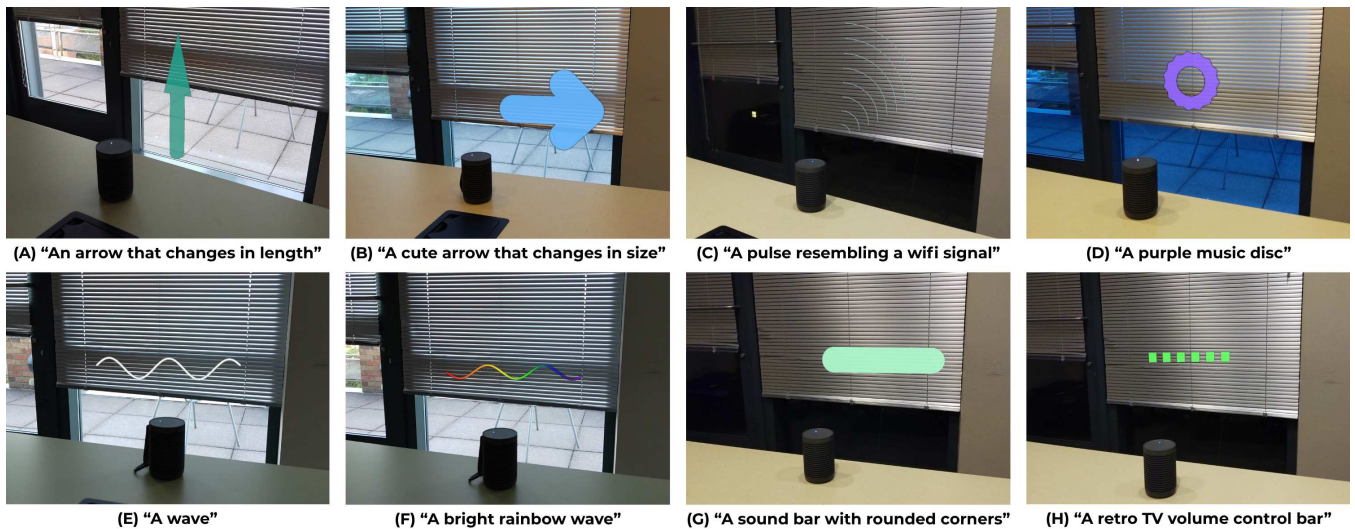 (A) “An arrow that changes in length”
(B) “A cute arrow that changes in size”
(C) “A pulse resembling a wifi signal”
(D) “A purple music disc”
(E) “A wave”
(F) “A bright rainbow wave”
(G) “A sound bar with rounded corners”
(H) “A retro TV volume control bar”